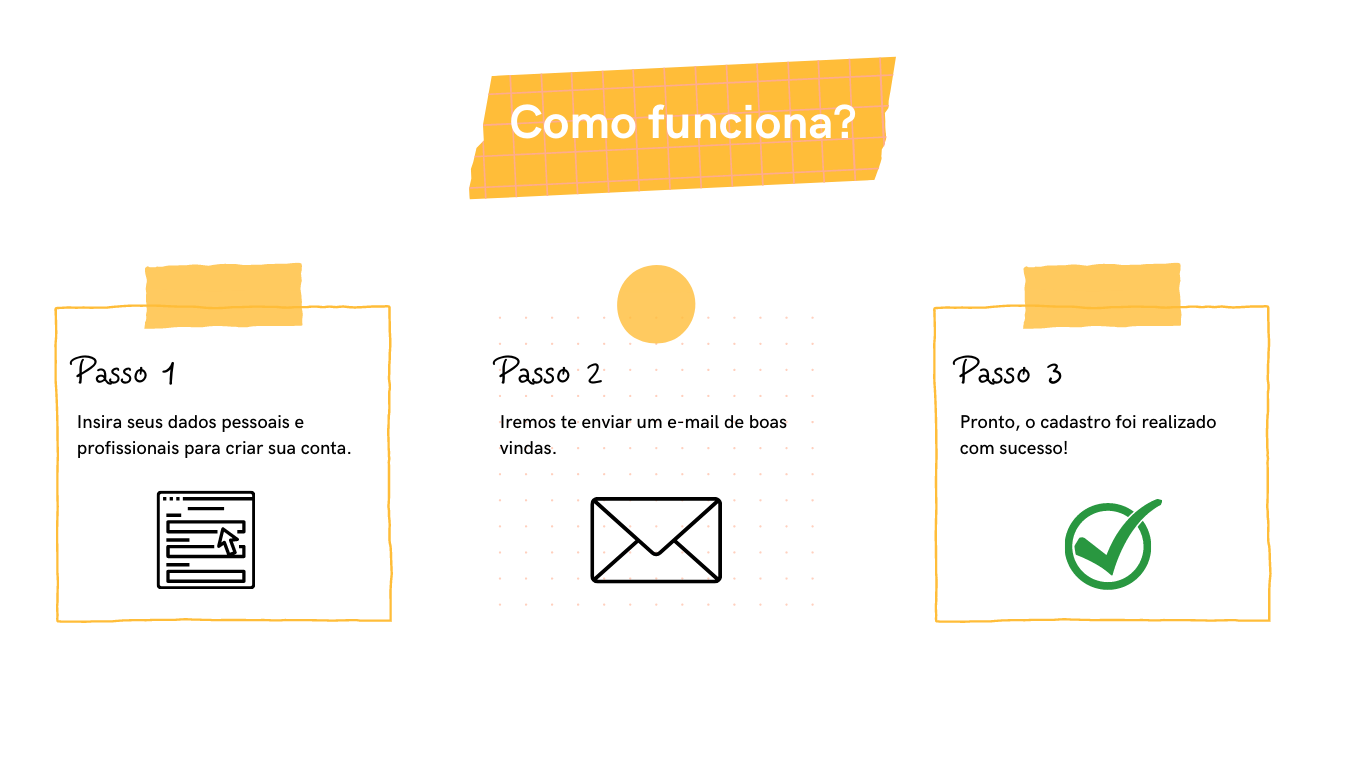 Como funciona?
Passo 1
Insira seus dados pessoais e
profissionais para criar sua conta.
Passo 2
Iremos te enviar um e-mail de boas
vindas.
Passo 3
Pronto, o cadastro foi realizado
com sucesso!